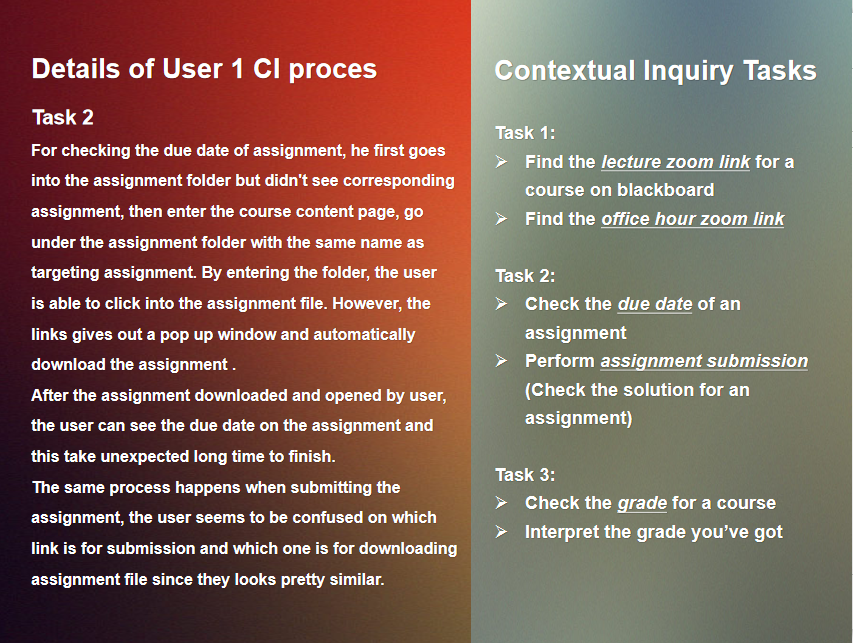 Details of User 1 CI proces
Task 2
For checking the due date of assignment, he first goes
into the assignment folder but didn't see corresponding
assignment, then enter the course content page, go
under the assignment folder with the same name as
targeting assignment. By entering the folder, the user
is able to click into the assignment file. However, the
links gives out a pop up window and automatically
download the assignment .
After the assignment downloaded and opened by user,
the user can see the due date on the assignment and
this take unexpected long time to finish.
The same process happens when submitting the
assignment, the user seems to be confused on which
link is for submission and which one is for downloading
assignment file since they looks pretty similar.
Contextual Inquiry Tasks
Task 1:
➢ Find the lecture zoom link for a
course on blackboard
➢ Find the office hour zoom link
Task 2:
➢ Check the due date of an
assignment
➢ Perform assignment submission
(Check the solution for an
assignment)
Task 3:
➢ Check the grade for a course
➢ Interpret the grade you’ve got